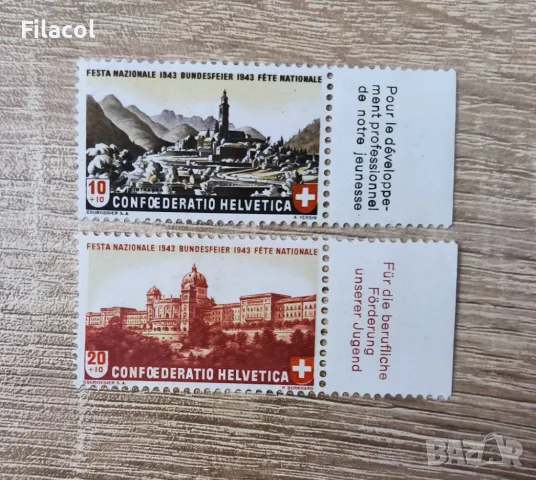 Filacol
FESTA NAZIONALE 1943 BUNDESFEIER 1943 FÊTE NATIONALE
10
+10
CONFŒDERATIO HELVETICA
COURVOISIER S.A.
Pour le développe-
ment professionnel
de notre jeunesse
FESTA NAZIONALE 1943 BUNDESFEIER 1943 FÊTE NATIONALE
20
+10
CONFŒDERATIO HELVETICA
COURVOISIER S.A.
Für die berufliche
Förderung
unserer Jugend
BAZAR